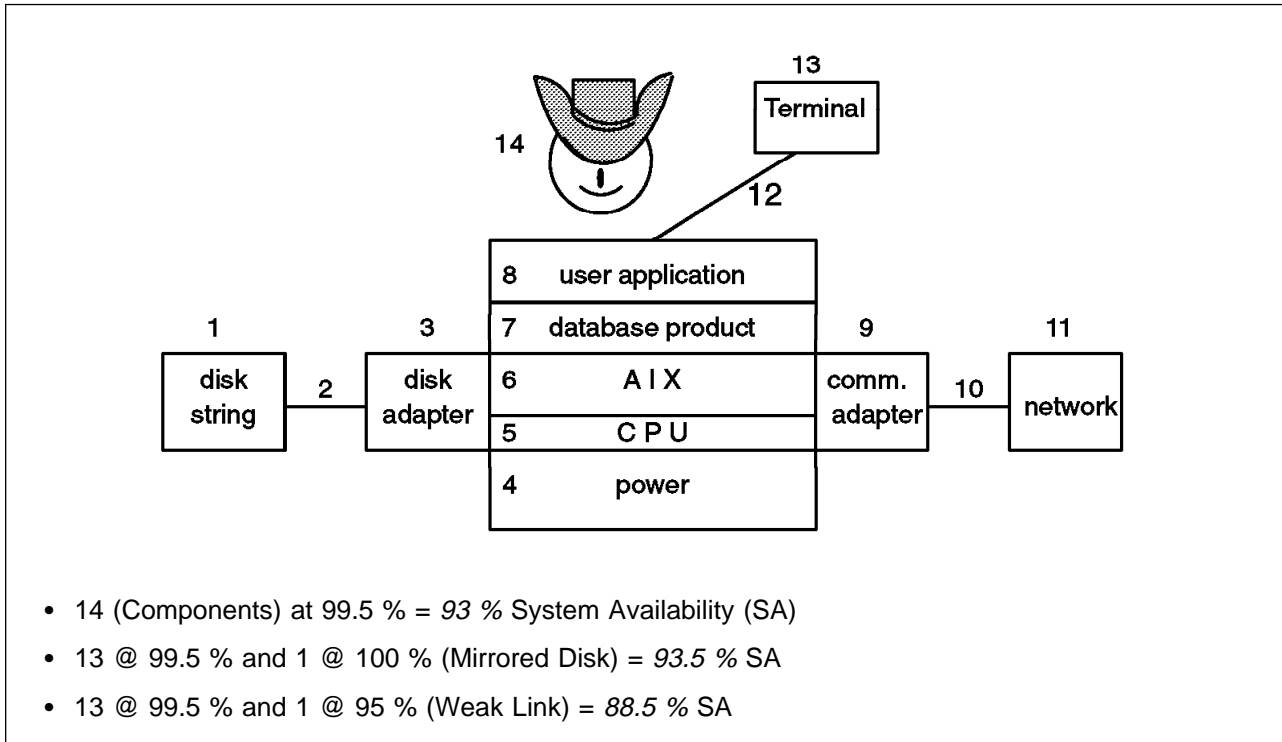 13
Terminal
14
12
8 user application
1
3
7 database product
9
11
disk
string
2
disk
adapter
6 A I X
comm.
adapter
10
network
5 C P U
4 power
• 14 (Components) at 99.5 % = 93 % System Availability (SA)
• 13 @ 99.5 % and 1 @ 100 % (Mirrored Disk) = 93.5 % SA
• 13 @ 99.5 % and 1 @ 95 % (Weak Link) = 88.5 % SA